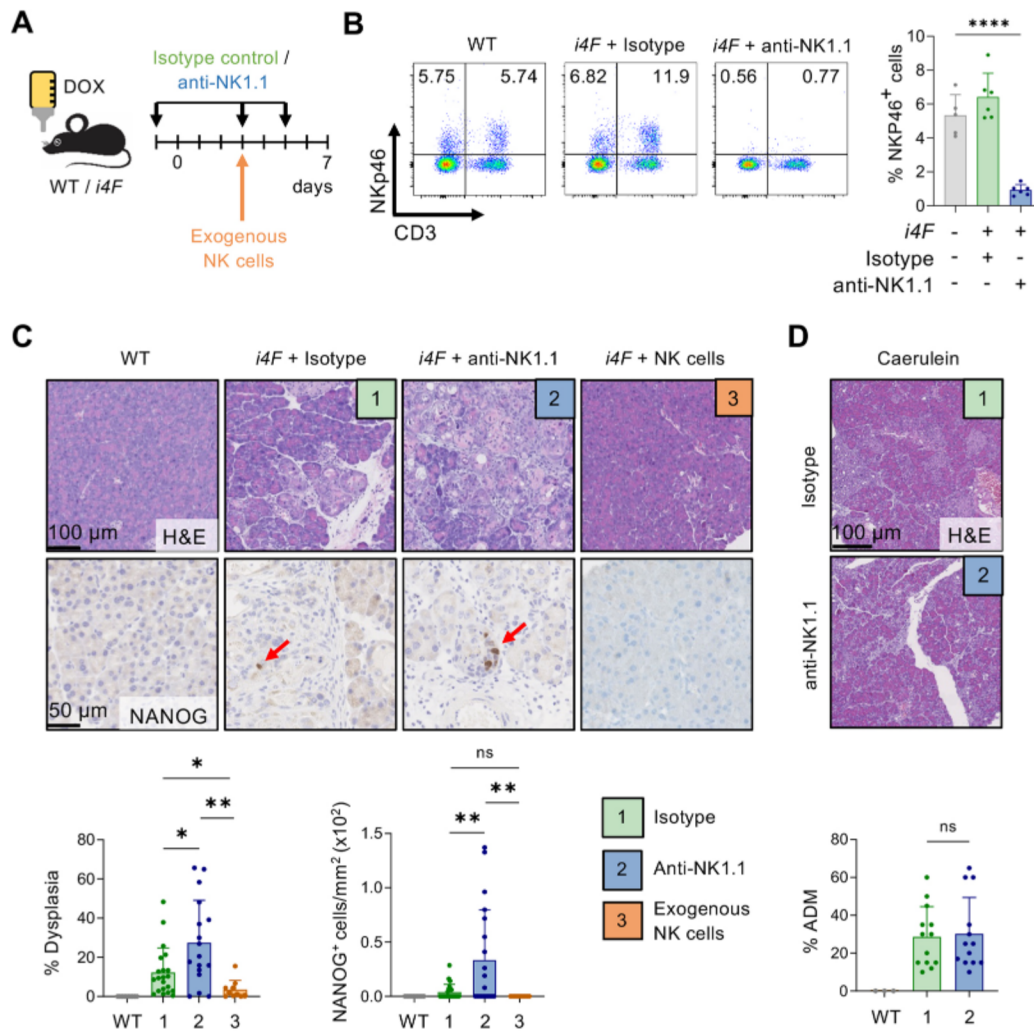 A
Isotype control /
anti-NK1.1
DOX
WT / i4F
0
7
days
Exogenous
NK cells
B
WT
i4F + Isotype
i4F + anti-NK1.1
5.75
5.74
6.82
11.9
0.56
0.77
NKp46
CD3
% NKP46+ cells
10
8
6
4
2
0
****
i4F - + +
Isotype - + -
anti-NK1.1 - - +
C
WT
i4F + Isotype
i4F + anti-NK1.1
i4F + NK cells
1
2
3
100 µm
H&E
50 µm
NANOG
D
Caerulein
Isotype
1
100 µm
H&E
anti-NK1.1
2
% Dysplasia
80
60
40
20
0
*
**
*
WT 1 2 3
NANOG+ cells/mm2 (x102)
1.5
1.0
0.5
0.0
ns
**
**
WT 1 2 3
1 Isotype
2 Anti-NK1.1
3 Exogenous
NK cells
% ADM
80
60
40
20
0
ns
WT 1 2